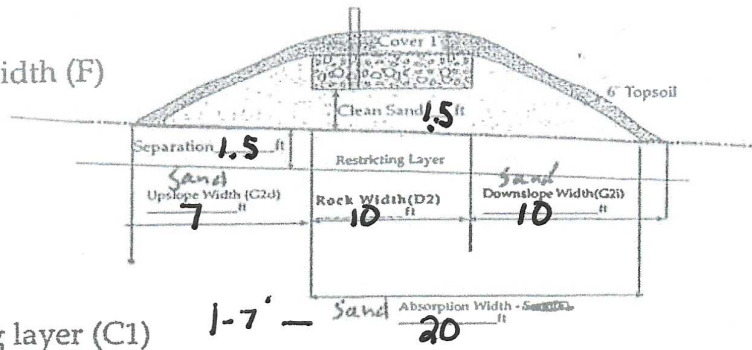 Cover 1'
idth (F)
6" Topsoil
Clean Sand 1.5 ft
Separation 1.5 ft
Restricting Layer
Sand
Upslope Width (G2d)
7 ft
Rock Width(D2)
10 ft
Sand
Downslope Width(G2i)
10 ft
1-7' — Sand Absorption Width -
20 ft
g layer (C1)